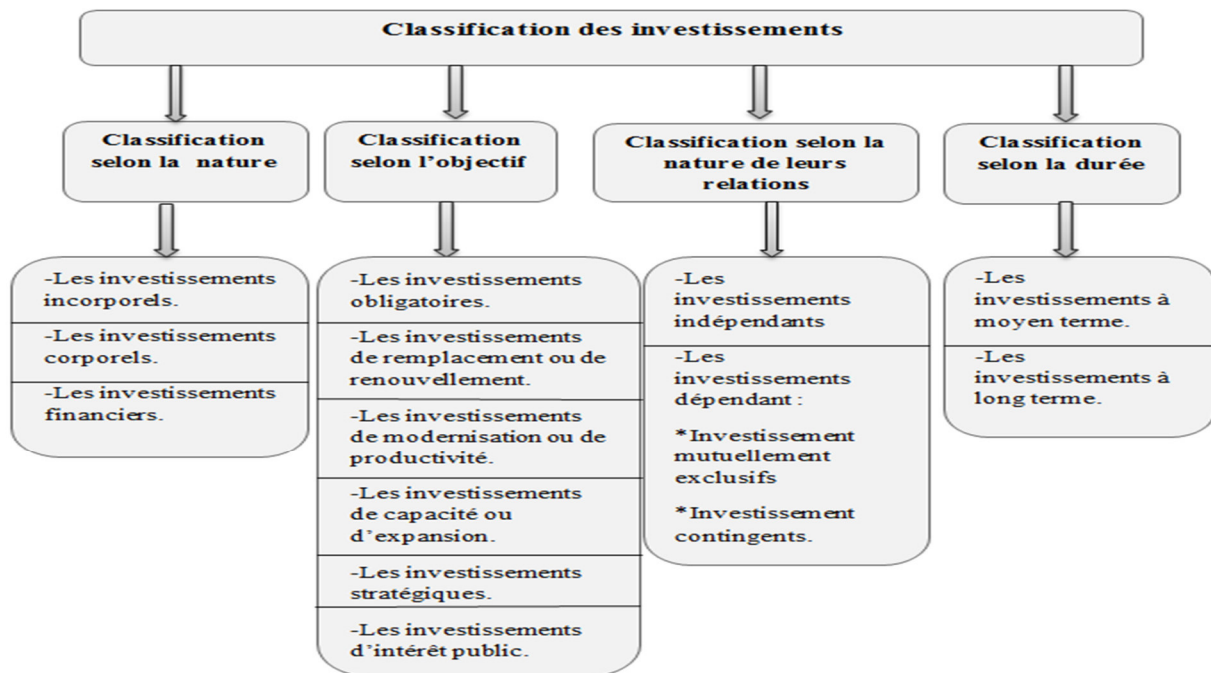 Classification des investissements
Classification
selon la nature
Classification
selon l’objectif
Classification selon la
nature de leurs
relations
Classification
selon la durée
-Les investissements
incorporels.
-Les investissements
corporels.
-Les investissements
financiers.
-Les investissements
obligatoires.
-Les investissements
de remplacement ou de
renouvellement.
-Les investissements
de modernisation ou de
productivité.
-Les investissements
de capacité ou
d’expansion.
-Les investissements
stratégiques.
-Les investissements
d’intérêt public.
-Les
investissements
indépendants
-Les
investissements
dépendant :
*Investissement
mutuellement
exclusifs
*Investissement
contingents.
-Les
investissements à
moyen terme.
-Les
investissements à
long terme.